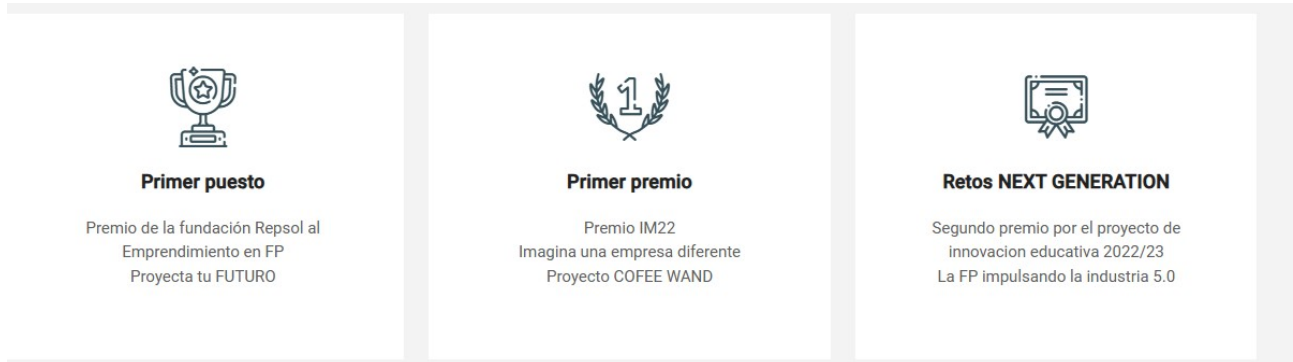 1
Primer puesto
Premio de la fundación Repsol al
Emprendimiento en FP
Proyecta tu FUTURO
Primer premio
Premio IM22
Imagina una empresa diferente
Proyecto COFEE WAND
Retos NEXT GENERATION
Segundo premio por el proyecto de
innovacion educativa 2022/23
La FP impulsando la industria 5.0